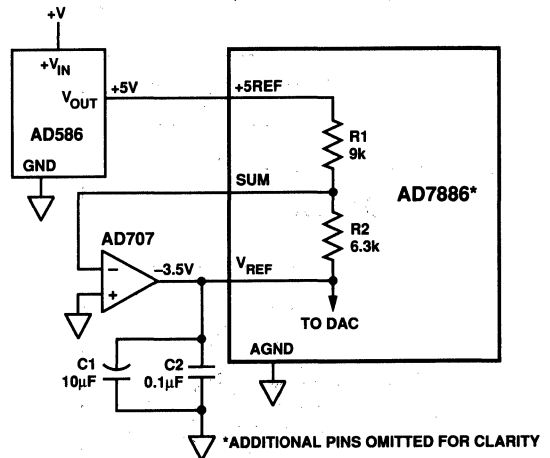 +V
+VIN
VOUT
+5V
+5REF
AD586
GND
R1
9k
SUM
AD7886*
R2
6.3k
AD707
−
+
–3.5V
VREF
TO DAC
AGND
C1
10μF
C2
0.1μF
*ADDITIONAL PINS OMITTED FOR CLARITY